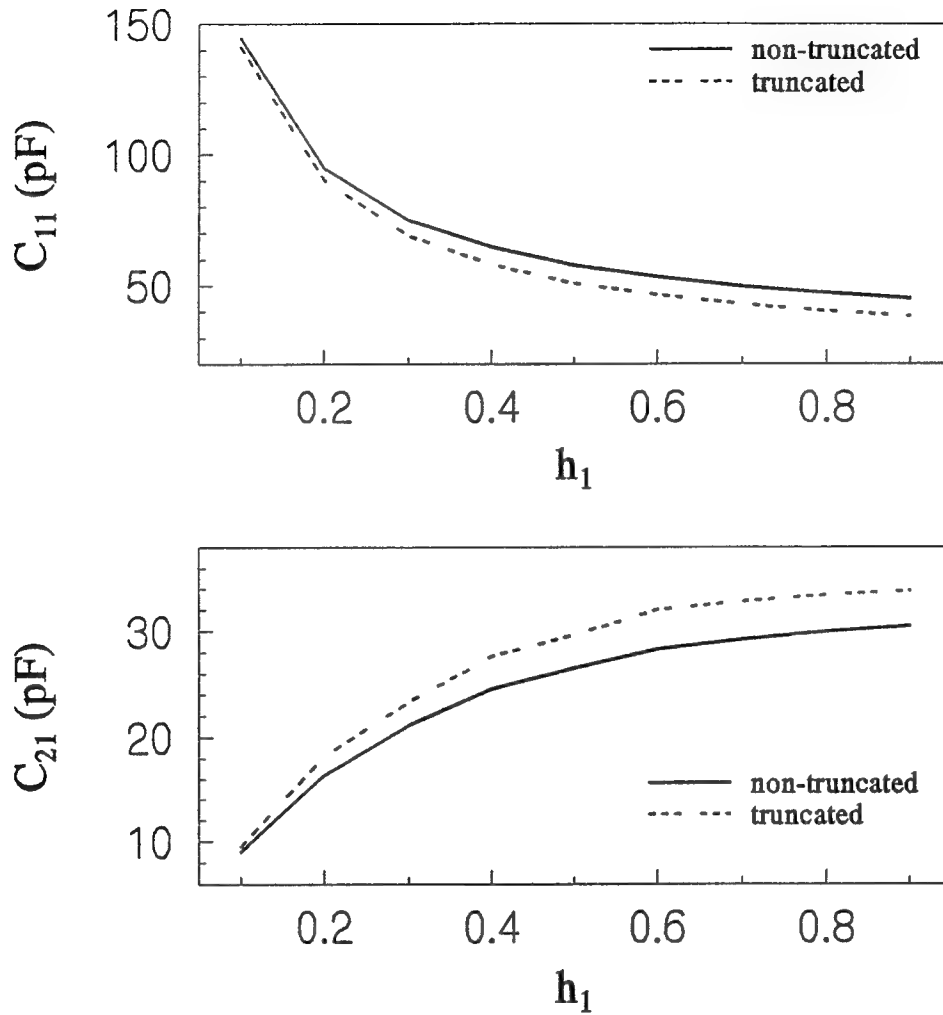 150
non-truncated
truncated
100
C11 (pF)
50
0.2 0.4 0.6 0.8
h1
30
C21 (pF)
20
non-truncated
truncated
10
0.2 0.4 0.6 0.8
h1